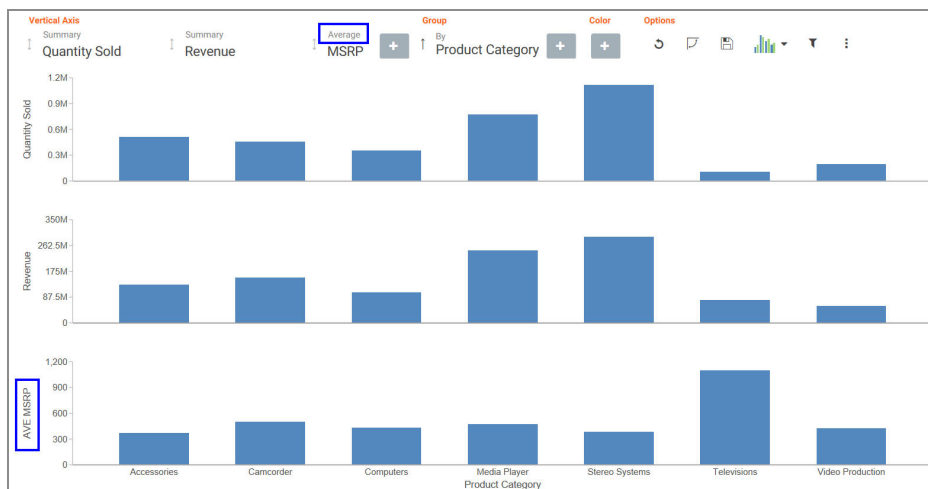 Vertical Axis Group Color Options
Summary Summary Average By
Quantity Sold Revenue MSRP + Product Category + +
Quantity Sold
1.2M
0.9M
0.6M
0.3M
0
Revenue
350M
262.5M
175M
87.5M
0
AVE MSRP
1,200
900
600
300
0
Accessories Camcorder Computers Media Player Stereo Systems Televisions Video Production
Product Category